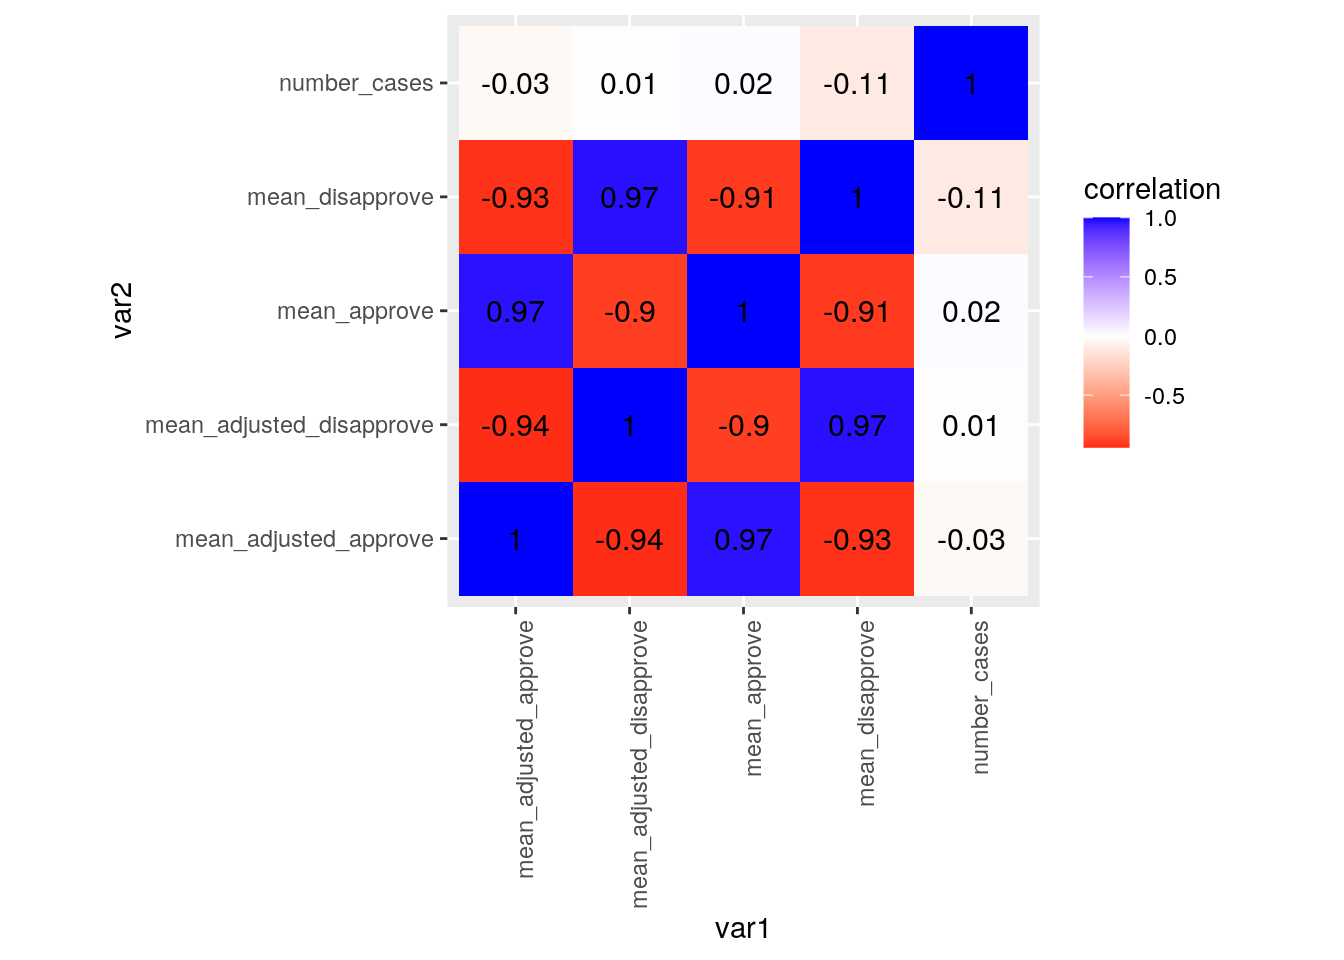 number_cases -0.03 0.01 0.02 -0.11 1
mean_disapprove -0.93 0.97 -0.91 1 -0.11
mean_approve 0.97 -0.9 1 -0.91 0.02
mean_adjusted_disapprove -0.94 1 -0.9 0.97 0.01
mean_adjusted_approve 1 -0.94 0.97 -0.93 -0.03
var2
mean_adjusted_approve
mean_adjusted_disapprove
mean_approve
mean_disapprove
number_cases
var1
correlation
1.0
0.5
0.0
-0.5